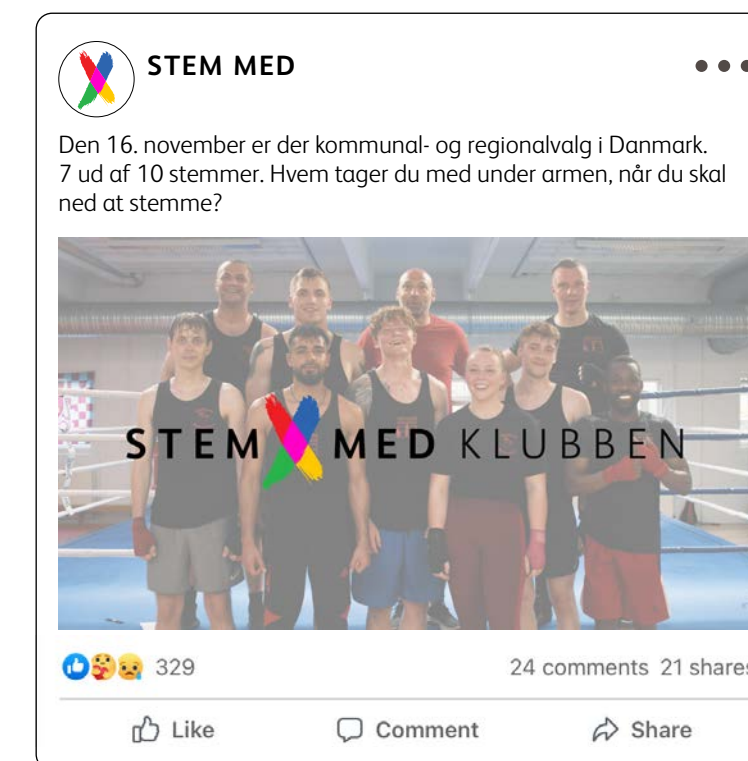 STEM MED
Den 16. november er der kommunal- og regionalvalg i Danmark.
7 ud af 10 stemmer. Hvem tager du med under armen, når du skal
ned at stemme?
STEM MED KLUBBEN
329
24 comments 21 shares
Like Comment Share